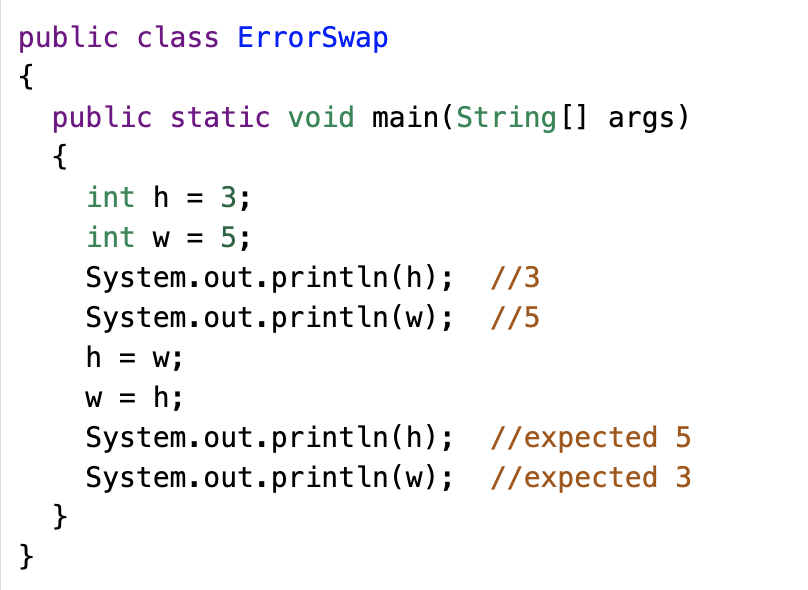 public class ErrorSwap
{
  public static void main(String[] args)
  {
    int h = 3;
    int w = 5;
    System.out.println(h);  //3
    System.out.println(w);  //5
    h = w;
    w = h;
    System.out.println(h);  //expected 5
    System.out.println(w);  //expected 3
  }
}